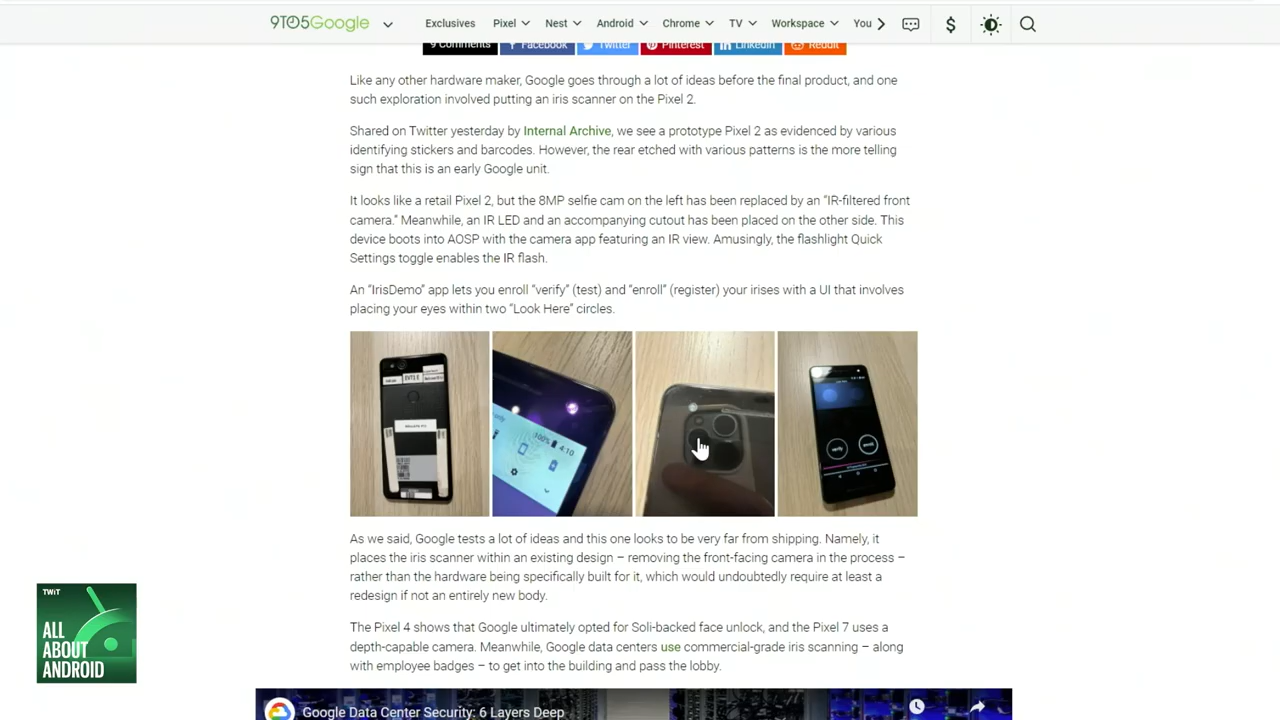 9TO5Google
Exclusives Pixel Nest Android Chrome TV Workspace You
9 Comments Facebook Twitter Pinterest LinkedIn Reddit
Like any other hardware maker, Google goes through a lot of ideas before the final product, and one
such exploration involved putting an iris scanner on the Pixel 2.
Shared on Twitter yesterday by Internal Archive, we see a prototype Pixel 2 as evidenced by various
identifying stickers and barcodes. However, the rear etched with various patterns is the more telling
sign that this is an early Google unit.
It looks like a retail Pixel 2, but the 8MP selfie cam on the left has been replaced by an “IR-filtered front
camera.” Meanwhile, an IR LED and an accompanying cutout has been placed on the other side. This
device boots into AOSP with the camera app featuring an IR view. Amusingly, the flashlight Quick
Settings toggle enables the IR flash.
An “IrisDemo” app lets you enroll “verify” (test) and “enroll” (register) your irises with a UI that involves
placing your eyes within two “Look Here” circles.
EVT1 E
100% 4:10
verify
enroll
As we said, Google tests a lot of ideas and this one looks to be very far from shipping. Namely, it
places the iris scanner within an existing design – removing the front-facing camera in the process –
rather than the hardware being specifically built for it, which would undoubtedly require at least a
redesign if not an entirely new body.
The Pixel 4 shows that Google ultimately opted for Soli-backed face unlock, and the Pixel 7 uses a
depth-capable camera. Meanwhile, Google data centers use commercial-grade iris scanning – along
with employee badges – to get into the building and pass the lobby.
Google Data Center Security: 6 Layers Deep
TWiT
ALL
ABOUT
ANDROID